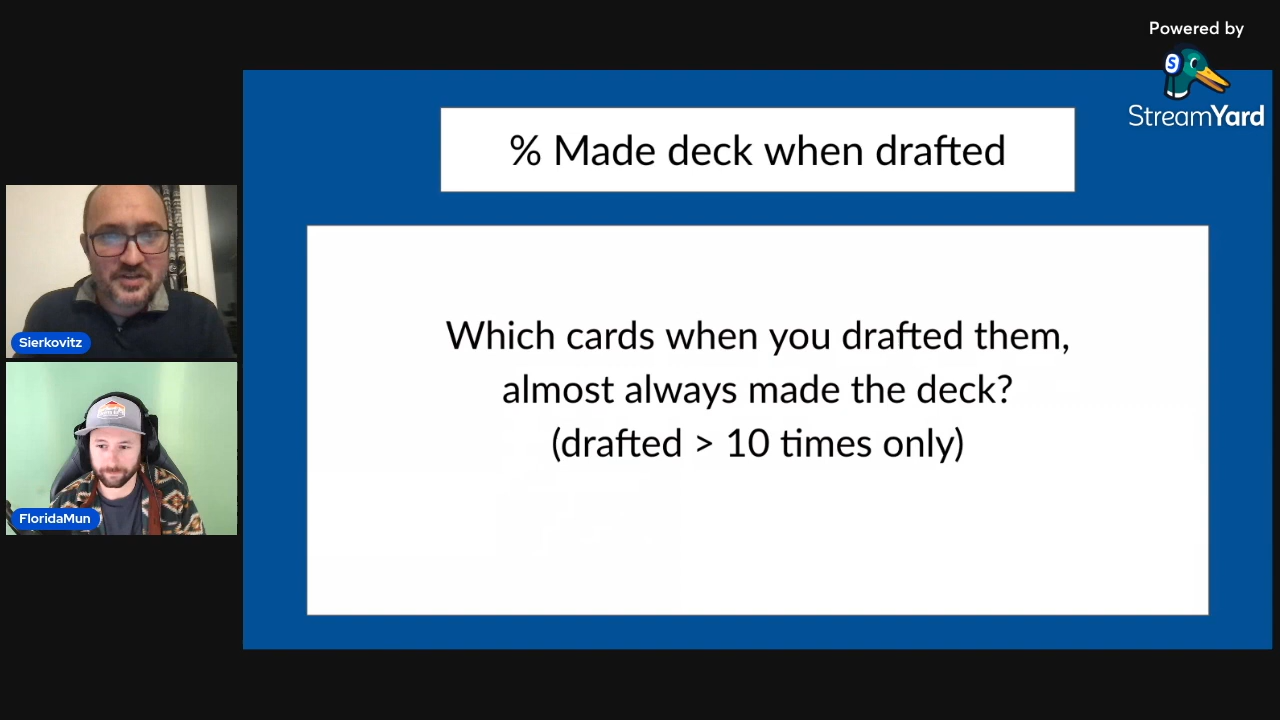 Powered by
StreamYard
% Made deck when drafted
Which cards when you drafted them,
almost always made the deck?
(drafted > 10 times only)
Sierkovitz
FloridaMun